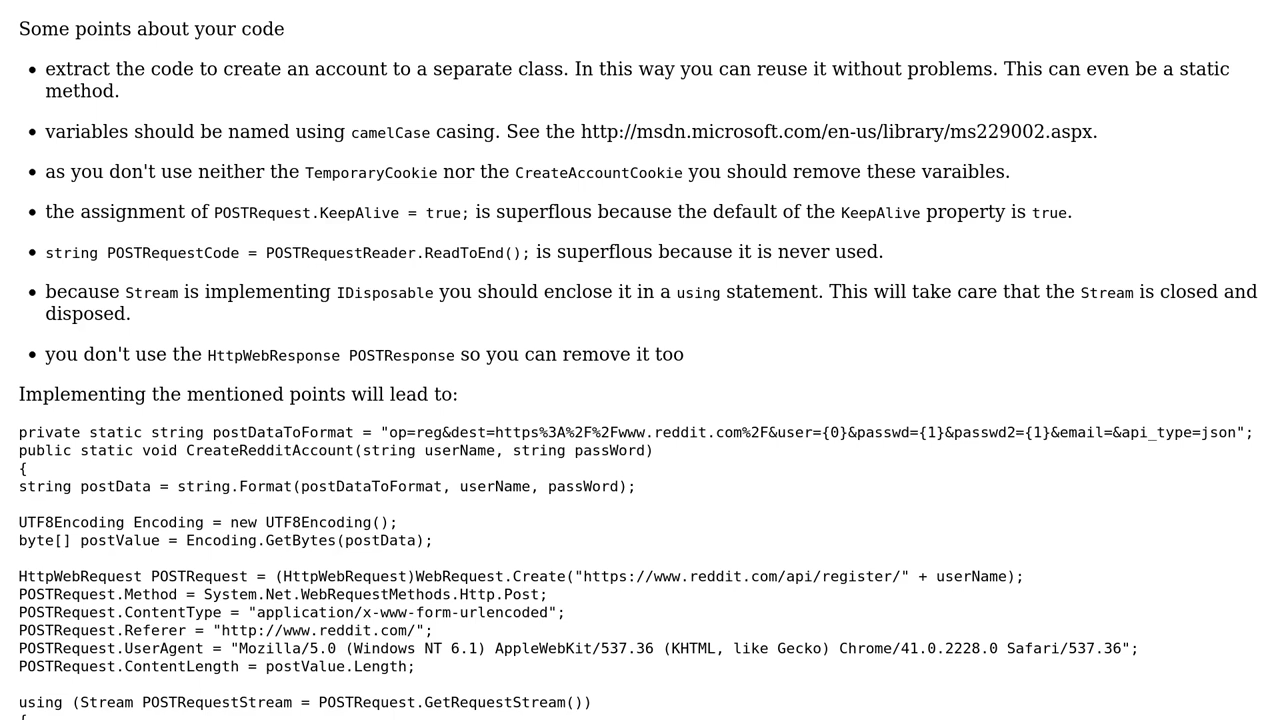 Some points about your code
• extract the code to create an account to a separate class. In this way you can reuse it without problems. This can even be a static
method.
• variables should be named using camelCase casing. See the http://msdn.microsoft.com/en-us/library/ms229002.aspx.
• as you don't use neither the TemporaryCookie nor the CreateAccountCookie you should remove these varaibles.
• the assignment of POSTRequest.KeepAlive = true; is superflous because the default of the KeepAlive property is true.
• string POSTRequestCode = POSTRequestReader.ReadToEnd(); is superflous because it is never used.
• because Stream is implementing IDisposable you should enclose it in a using statement. This will take care that the Stream is closed and
disposed.
• you don't use the HttpWebResponse POSTResponse so you can remove it too
Implementing the mentioned points will lead to:
private static string postDataToFormat = "op=reg&dest=https%3A%2F%2Fwww.reddit.com%2F&user={0}&passwd={1}&passwd2={1}&email=&api_type=json";
public static void CreateRedditAccount(string userName, string passWord)
{
string postData = string.Format(postDataToFormat, userName, passWord);
UTF8Encoding Encoding = new UTF8Encoding();
byte[] postValue = Encoding.GetBytes(postData);
HttpWebRequest POSTRequest = (HttpWebRequest)WebRequest.Create("https://www.reddit.com/api/register/" + userName);
POSTRequest.Method = System.Net.WebRequestMethods.Http.Post;
POSTRequest.ContentType = "application/x-www-form-urlencoded";
POSTRequest.Referer = "http://www.reddit.com/";
POSTRequest.UserAgent = "Mozilla/5.0 (Windows NT 6.1) AppleWebKit/537.36 (KHTML, like Gecko) Chrome/41.0.2228.0 Safari/537.36";
POSTRequest.ContentLength = postValue.Length;
using (Stream POSTRequestStream = POSTRequest.GetRequestStream())
{